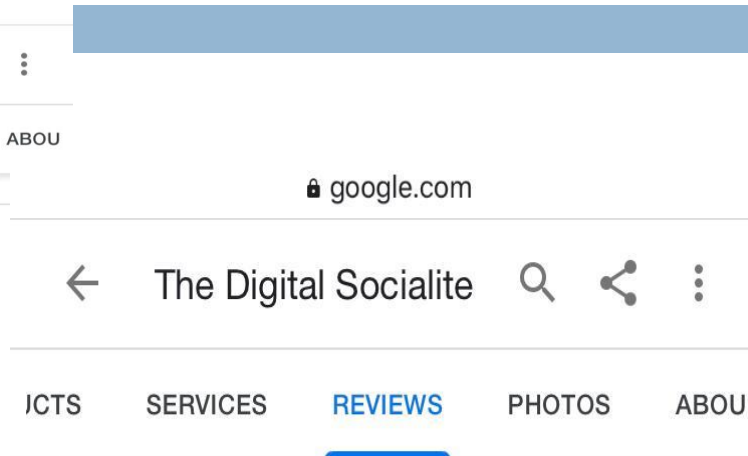 ABOU
google.com
The Digital Socialite
JCTS SERVICES REVIEWS PHOTOS ABOU